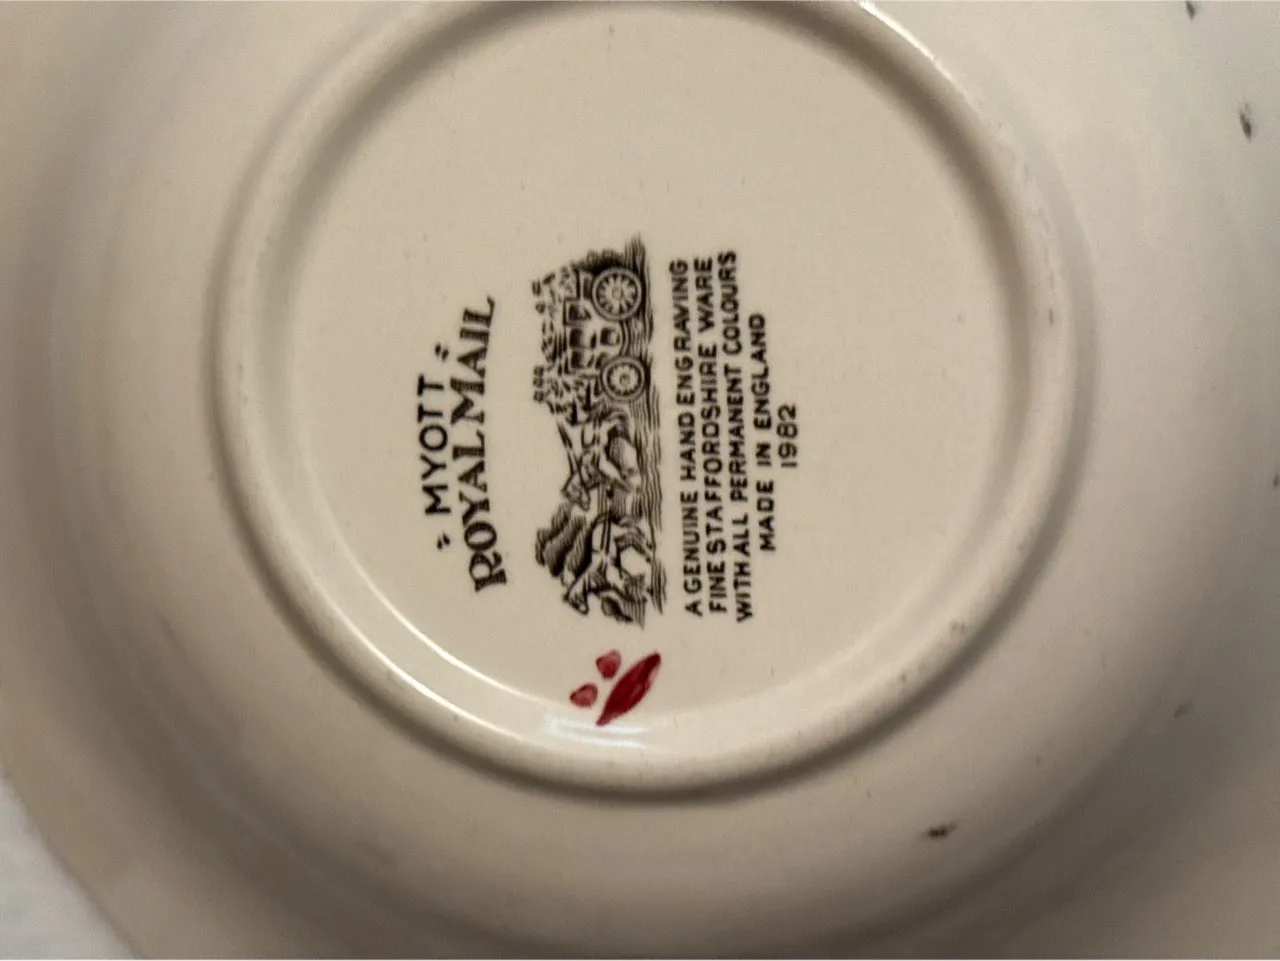 MYOTT
ROYAL MAIL
A GENUINE HAND ENGRAVING
FINE STAFFORDSHIRE WARE
WITH ALL PERMANENT COLOURS
MADE IN ENGLAND
1982